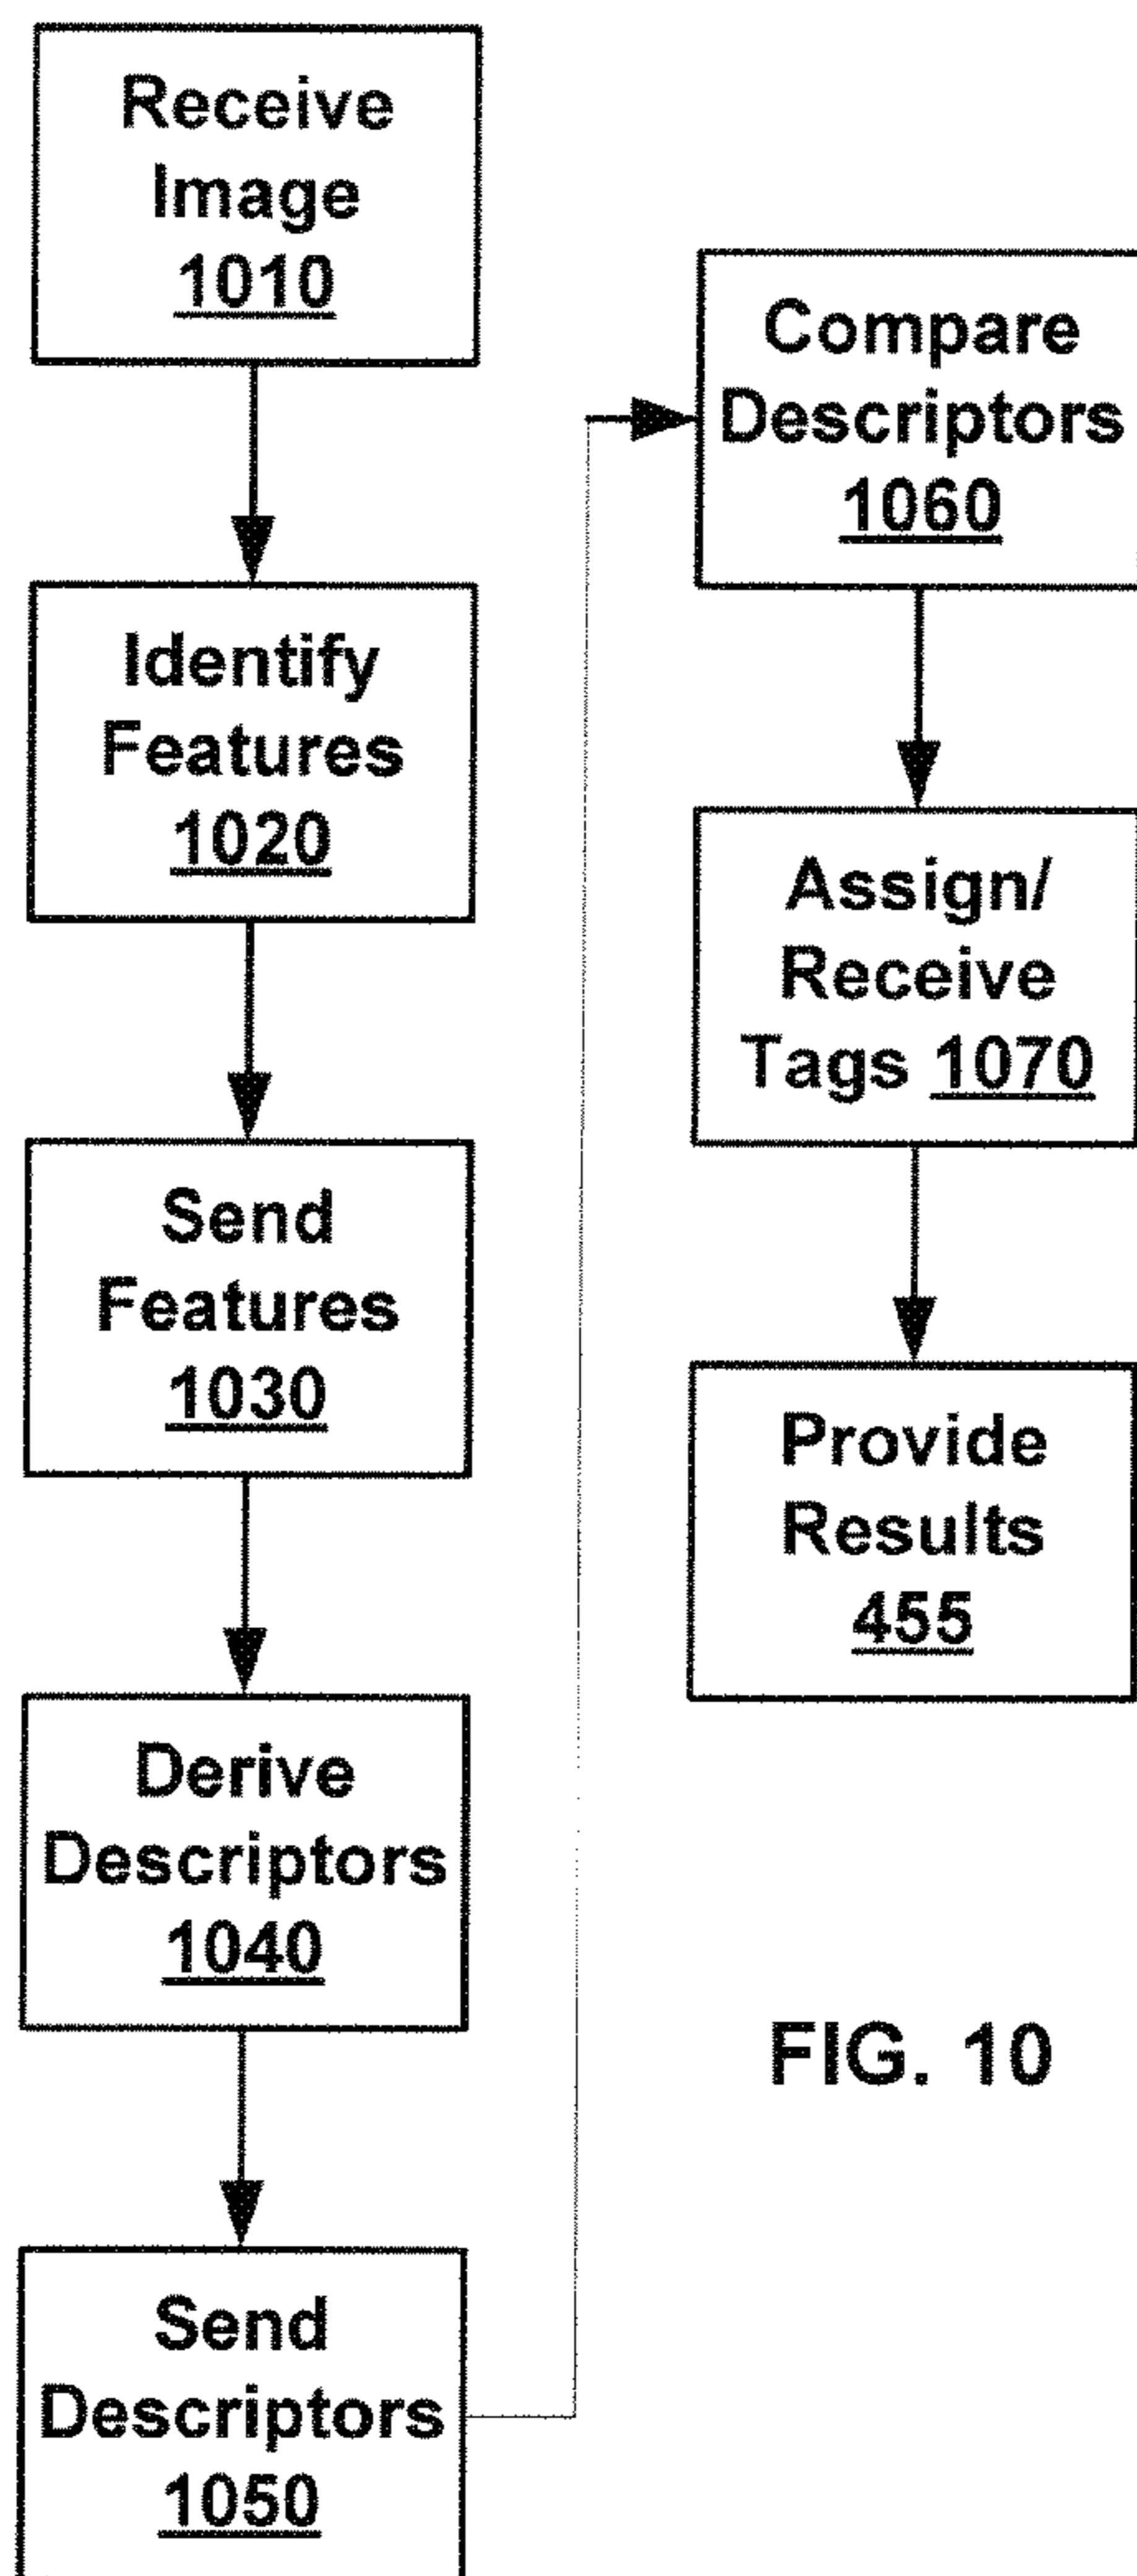 Receive
Image
1010
Identify
Features
1020
Send
Features
1030
Derive
Descriptors
1040
Send
Descriptors
1050
Compare
Descriptors
1060
Assign/
Receive
Tags 1070
Provide
Results
455
FIG. 10